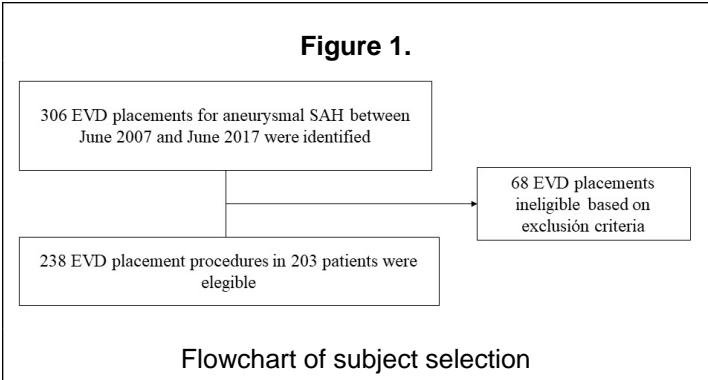 Figure 1.
306 EVD placements for aneurysmal SAH between
June 2007 and June 2017 were identified
68 EVD placements
ineligible based on
exclusión criteria
238 EVD placement procedures in 203 patients were
elegible
Flowchart of subject selection